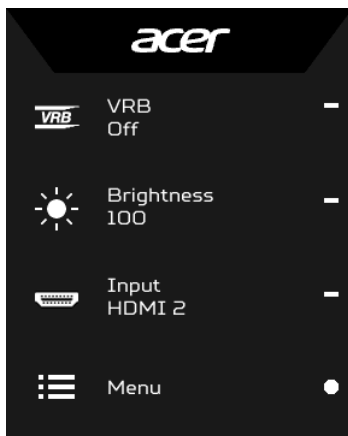 acer
VRB
VRB
Off
Brightness
100
Input
HDMI 2
Menu